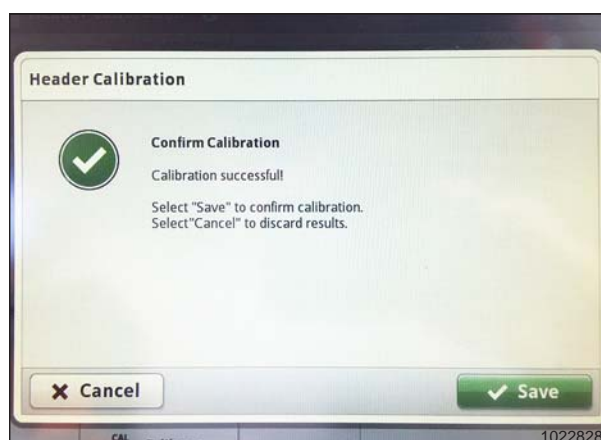 Header Calibration
Confirm Calibration
Calibration successful!
Select "Save" to confirm calibration.
Select"Cancel" to discard results.
Cancel
Save
CAL
1022828